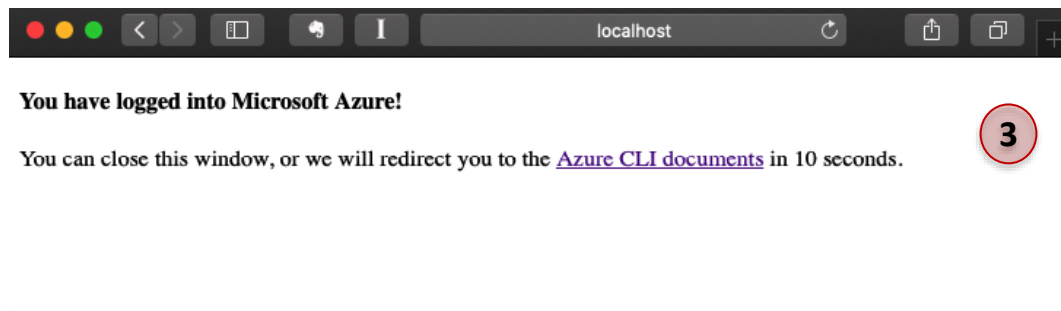 localhost
You have logged into Microsoft Azure!
3
You can close this window, or we will redirect you to the Azure CLI documents in 10 seconds.